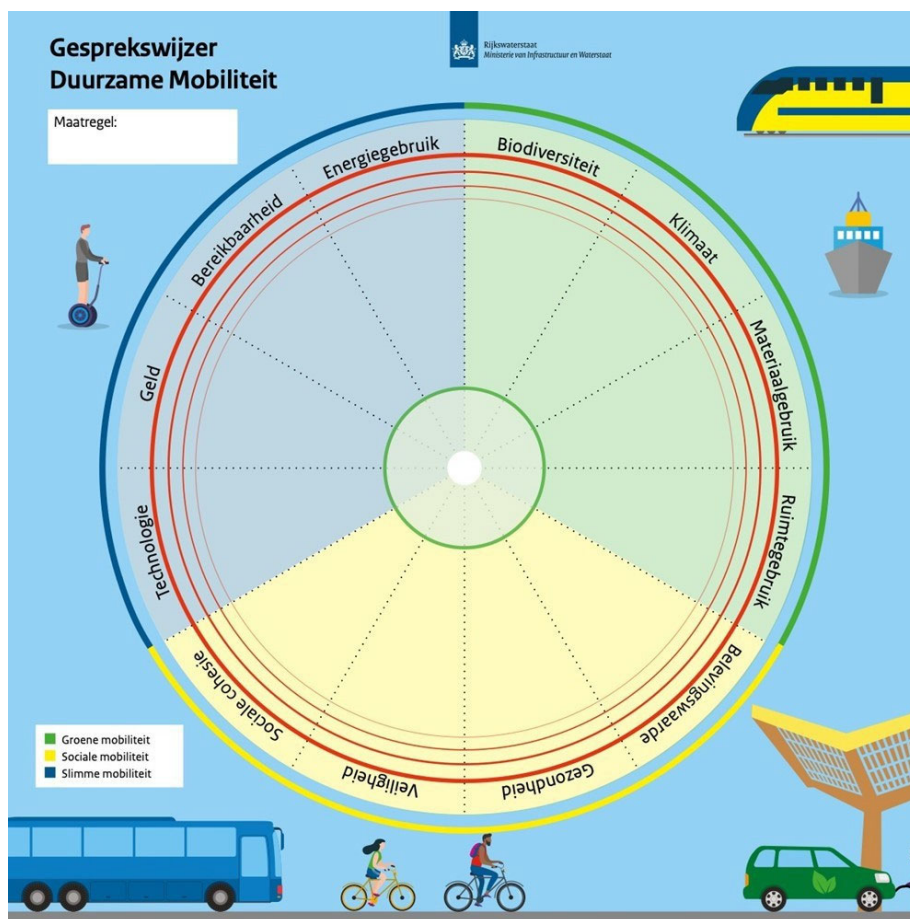 Gesprekswijzer
Duurzame Mobiliteit
Rijkswaterstaat
Ministerie van Infrastructuur en Waterstaat
Maatregel:
Energiegebruik
Biodiversiteit
Klimaat
Materiaalgebruik
Ruimtegebruik
Belevingswaarde
Gezondheid
Veiligheid
Sociale cohesie
Technologie
Geld
Bereikbaarheid
Groene mobiliteit
Sociale mobiliteit
Slimme mobiliteit